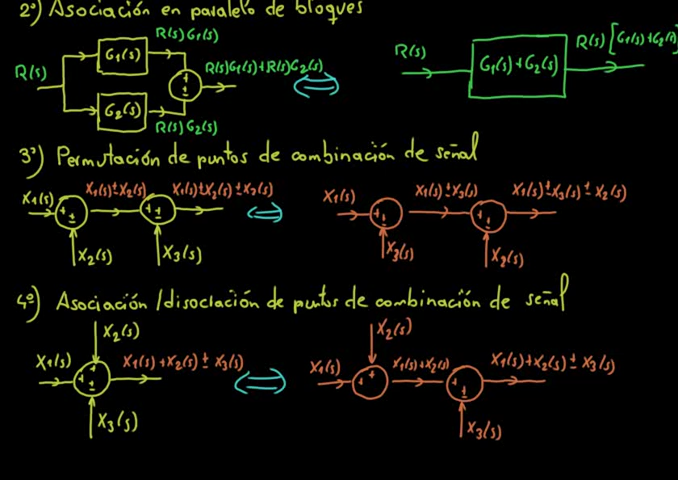 2º) Asociación en paralelo de bloques
R(s) G₁(s) R(s)G₁(s)
G₂(s) R(s)G₂(s)
R(s)G₁(s)+R(s)G₂(s)
+ ±
R(s) G₁(s)+G₂(s) R(s)[G₁(s)+G₂(s)]
3º) Permutación de puntos de combinación de señal
X₁(s) + ± X₁(s)±X₂(s) + ± X₁(s)±X₂(s)±X₃(s)
X₂(s) X₃(s)
X₁(s) + ± X₁(s)±X₃(s) + ± X₁(s)±X₃(s)±X₂(s)
X₃(s) X₂(s)
4º) Asociación/disociación de puntos de combinación de señal
X₂(s)
X₁(s) + + ± X₁(s)+X₂(s)±X₃(s)
X₃(s)
X₂(s)
X₁(s) + + X₁(s)+X₂(s) + ± X₁(s)+X₂(s)±X₃(s)
X₃(s)